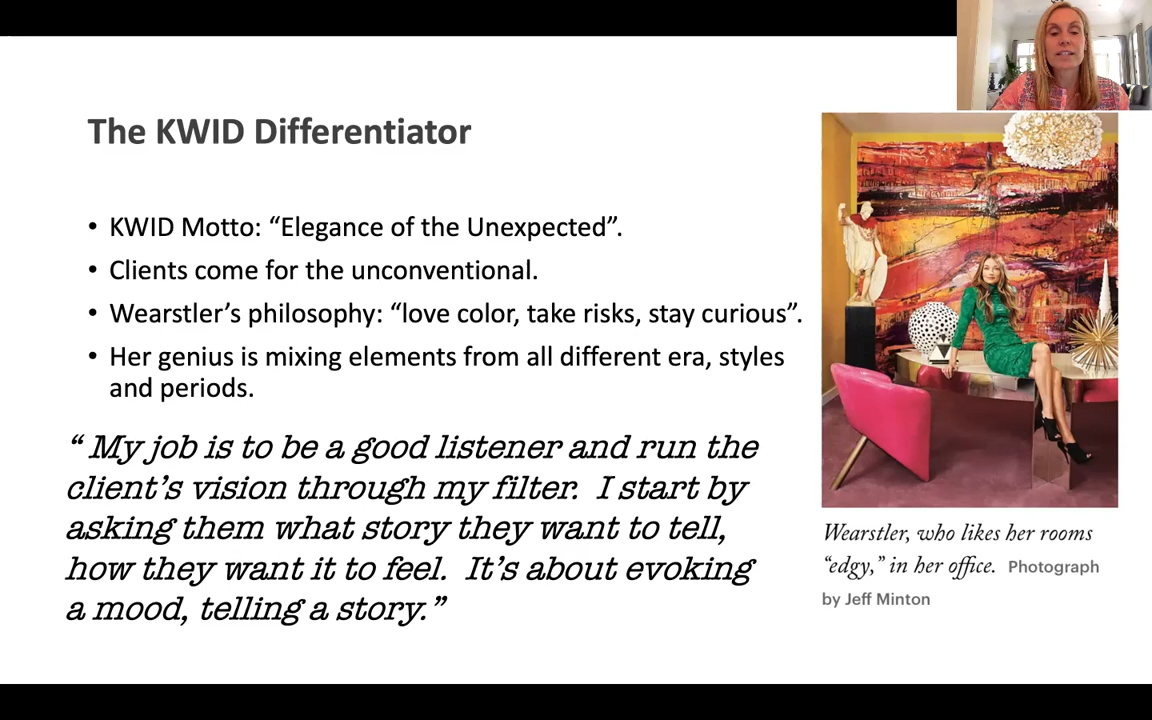 The KWID Differentiator
• KWID Motto: “Elegance of the Unexpected”.
• Clients come for the unconventional.
• Wearstler’s philosophy: “love color, take risks, stay curious”.
• Her genius is mixing elements from all different era, styles
and periods.
“ My job is to be a good listener and run the
client’s vision through my filter. I start by
asking them what story they want to tell,
how they want it to feel. It’s about evoking
a mood, telling a story.”
Wearstler, who likes her rooms
“edgy,” in her office. Photograph
by Jeff Minton